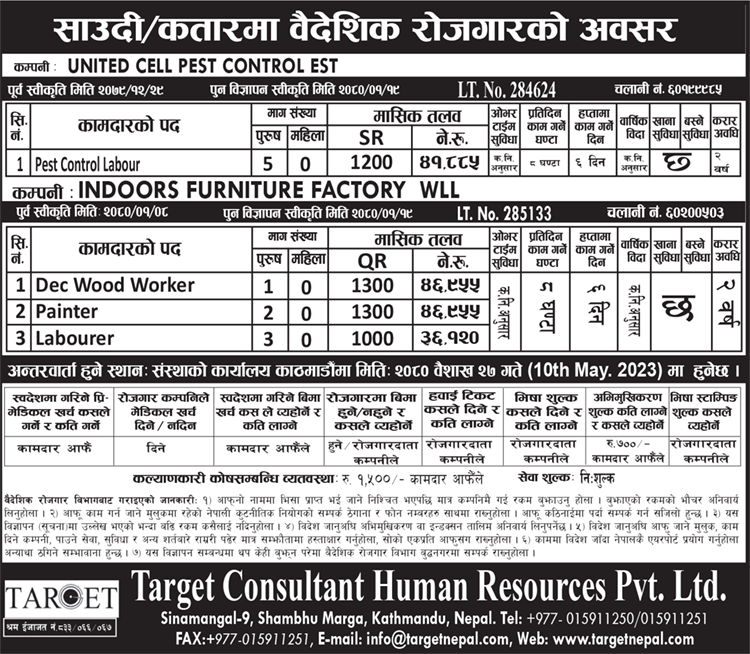 साउदी/कतारमा वैदेशिक रोजगारको अवसर
कम्पनी : UNITED CELL PEST CONTROL EST
पूर्व स्वीकृति मिति २०७९/१२/२९ पुन विज्ञापन स्वीकृति मिति २०८०/०१/१९ LT. No. 284624 चलानी नं. ६०१९९९८५
सि.नं. कामदारको पद माग संख्या पुरुष महिला मासिक तलब SR ने.रु. ओभर टाईम सुविधा प्रतिदिन काम गर्ने घण्टा हप्तामा काम गर्ने दिन वार्षिक विदा खाना सुविधा बस्ने सुविधा करार अवधि
1 Pest Control Labour 5 0 1200 ४१,८८५ क.नि. अनुसार ८ घण्टा ६ दिन क.नि. अनुसार छ २ वर्ष
कम्पनी : INDOORS FURNITURE FACTORY WLL
पुर्व स्वीकृति मितिः २०८०/०१/०८ पुन विज्ञापन स्वीकृति मितिः २०८०/०१/१९ LT. No. 285133 चलानी नं. ६०२००५०३
सि.नं. कामदारको पद माग संख्या पुरुष महिला मासिक तलब QR ने.रु. ओभर टाईम सुविधा प्रतिदिन काम गर्ने घण्टा हप्तामा काम गर्ने दिन वार्षिक विदा खाना सुविधा बस्ने सुविधा करार अवधि
1 Dec Wood Worker 1 0 1300 ४६,९५५ क.नि.अनुसार ८ घण्टा ६ दिन क.नि.अनुसार छ २ वर्ष
2 Painter 2 0 1300 ४६,९५५
3 Labourer 3 0 1000 ३६,१२०
अन्तरवार्ता हुने स्थानः संस्थाको कार्यालय काठमाडौंमा मितिः २०८० वैशाख २७ गते (10th May. 2023) मा हुनेछ ।
स्वदेशमा गरिने प्रि-मेडिकल खर्च कसले गर्ने र कति गर्ने रोजगार कम्पनिले मेडिकल खर्च दिने / नदिन स्वदेशमा गरिने बिमा खर्च कस ले व्यहोर्ने र कति लाग्ने रोजगारमा बिमा हुने/नहुने र कसले व्यहोर्ने हवाई टिकट कसले दिने र कति लाग्ने भिषा शुल्क कसले दिने र कति लाग्ने अभिमुखिकरण शुल्क कति लाग्ने र कसले व्यहोर्ने भिषा स्टाम्पिङ शुल्क कसले व्यहोर्ने
कामदार आफैँ दिने कामदार आफैंले हुने / रोजगारदाता कम्पनीले रोजगारदाता कम्पनीले रोजगारदाता कम्पनीले रु.७००/- कामदार आफैंले रोजगारदाता कम्पनीले
कल्याणकारी कोषसम्बन्धि व्यवस्थाः रु. १,५००/- कामदार आफैंले सेवा शुल्कः निःशुल्क
वैदेशिक रोजगार विभागबाट गराइएको जानकारी: १) आफ्नो नाममा भिसा प्राप्त भई जाने निश्चित भएपछि मात्र कम्पनिमै गई रकम बुझाउनु होला । बुझाएको रकमको भौचर अनिवार्य
लिनुहोला । २) आफू काम गर्न जाने मुलुकमा रहेको नेपाली कुटनीतिक नियोगको सम्पर्क ठेगाना र फोन नम्बरहरु साथमा राख्नुहोला । आफू कठिनाईमा पर्दा सम्पर्क गर्न सजिलो हुन्छ । ३) यस
विज्ञापन (सूचना)मा उल्लेख भएको भन्दा बढि रकम कसैलाई नदिनुहोला । ४) विदेश जानुअघि अभिमुखिकरण वा इन्डक्सन तालिम अनिवार्य लिनुपर्नेछ । ५) विदेश जानुअघि आफू जाने मुलुक, काम
दिने कम्पनी, पाउने सेवा, सुविधा र अन्य शर्तबारे राम्ररी पढेर मात्र सम्झौतामा हस्ताक्षर गर्नुहोला, सोको एकप्रति आफूसग राख्नुहोला । ६) काममा विदेश जाँदा नेपालकै एयरपोर्ट प्रयोग गर्नुहोला
अन्यथा ठगिने सम्भावाना हुन्छ । ७) यस विज्ञापन सम्बन्धमा थप केही बुझ्न परेमा वैदेशिक रोजगार विभाग बुद्धनगरमा सम्पर्क राख्नुहोला ।
TARGET
श्रम ईजाजत नं.८३३/०६६/०६७
Target Consultant Human Resources Pvt. Ltd.
Sinamangal-9, Shambhu Marga, Kathmandu, Nepal. Tel: +977- 015911250/015911251
FAX:+977-015911251, E-mail: info@targetnepal.com, Web: www.targetnepal.com